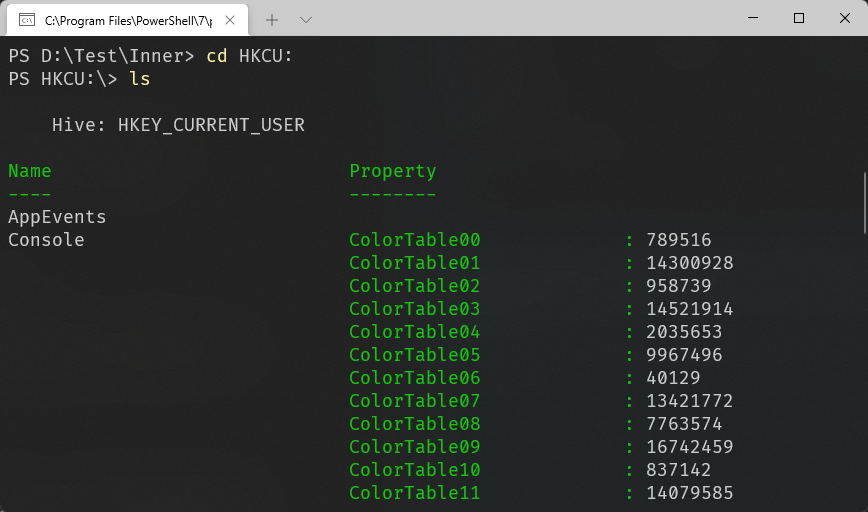 C:\Program Files\PowerShell\7\p
PS D:\Test\Inner> cd HKCU:
PS HKCU:\> ls
Hive: HKEY_CURRENT_USER
Name Property
---- --------
AppEvents
Console ColorTable00 : 789516
ColorTable01 : 14300928
ColorTable02 : 958739
ColorTable03 : 14521914
ColorTable04 : 2035653
ColorTable05 : 9967496
ColorTable06 : 40129
ColorTable07 : 13421772
ColorTable08 : 7763574
ColorTable09 : 16742459
ColorTable10 : 837142
ColorTable11 : 14079585